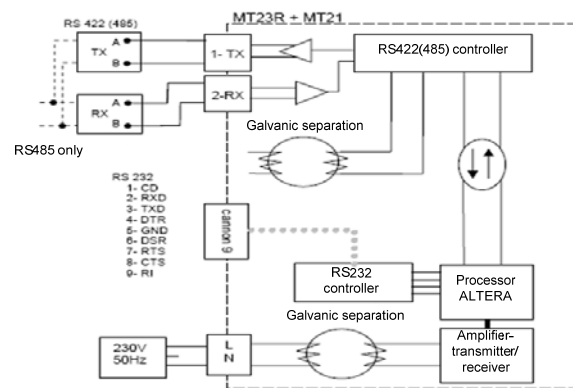 MT23R + MT21
RS 422 (485)
TX
A
B
1- TX
RS422(485) controller
RX
A
B
2-RX
RS485 only
Galvanic separation
RS 232
1- CD
2- RXD
3- TXD
4- DTR
5- GND
6- DSR
7- RTS
8- CTS
9- RI
cannon 9
RS232
controller
Processor
ALTERA
Galvanic separation
230V
50Hz
L
N
Amplifier-
transmitter/
receiver